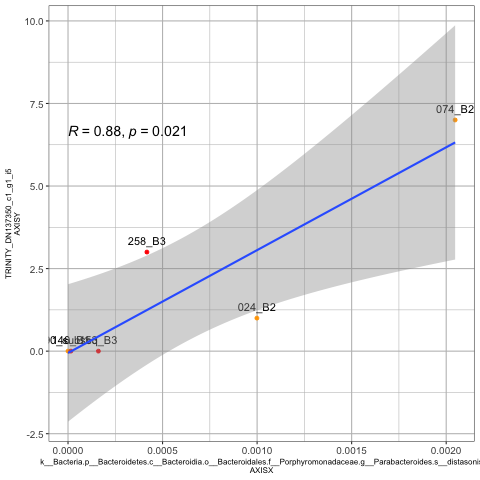 10.0
7.5
5.0
2.5
0.0
-2.5
R = 0.88, p = 0.021
074_B2
258_B3
024_B2
0.0000
0.0005
0.0010
0.0015
0.0020
k__Bacteria.p__Bacteroidetes.c__Bacteroidia.o__Bacteroidales.f__Porphyromonadaceae.g__Parabacteroides.s__distasonis
AXISX
TRINITY_DN137350_c1_g1_i5
AXISY